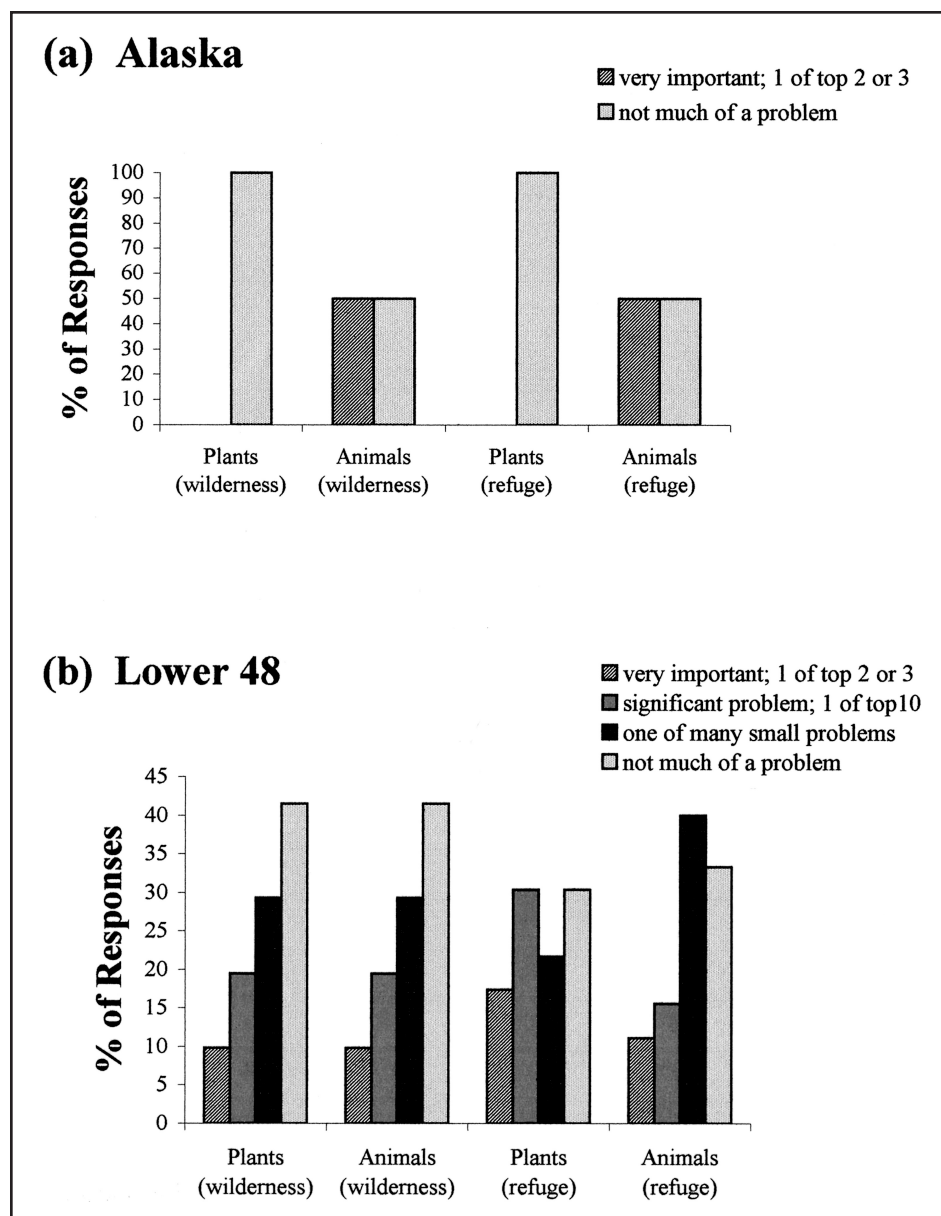 (a) Alaska
very important; 1 of top 2 or 3
not much of a problem
% of Responses
100
90
80
70
60
50
40
30
20
10
0
Plants
(wilderness)
Animals
(wilderness)
Plants
(refuge)
Animals
(refuge)
(b) Lower 48
very important; 1 of top 2 or 3
significant problem; 1 of top10
one of many small problems
not much of a problem
% of Responses
45
40
35
30
25
20
15
10
5
0
Plants
(wilderness)
Animals
(wilderness)
Plants
(refuge)
Animals
(refuge)